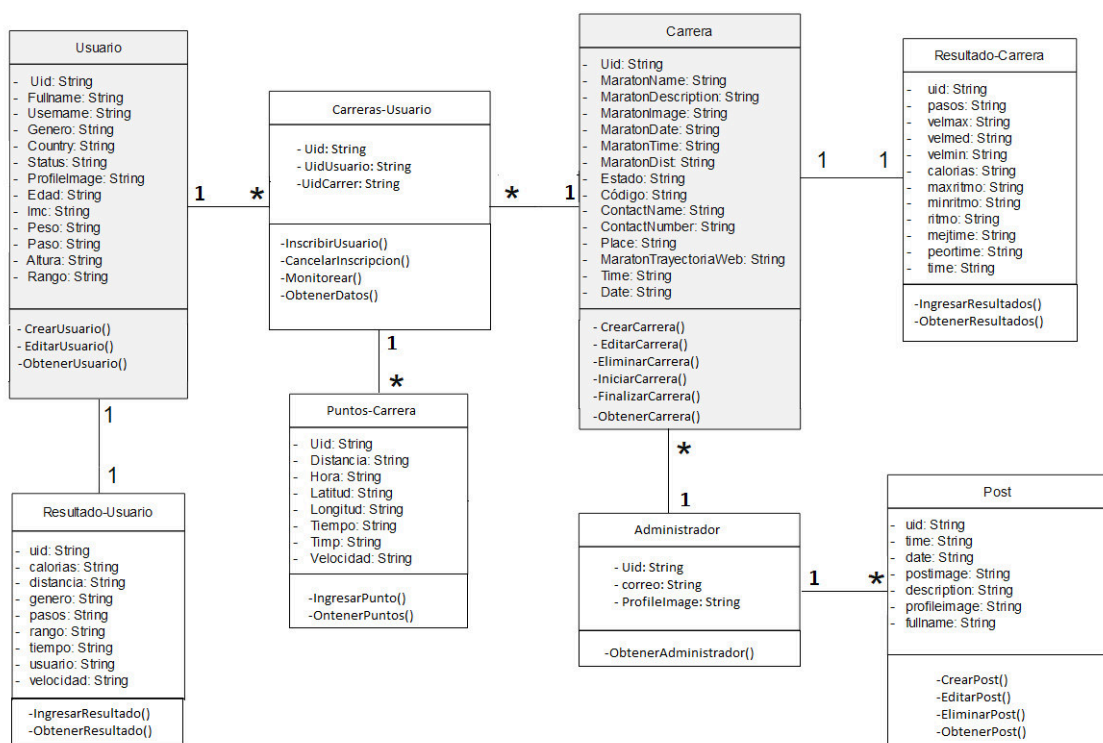 Usuario
- Uid: String
- Fullname: String
- Username: String
- Genero: String
- Country: String
- Status: String
- ProfileImage: String
- Edad: String
- Imc: String
- Peso: String
- Paso: String
- Altura: String
- Rango: String
- CrearUsuario()
- EditarUsuario()
-ObtenerUsuario()
1
*
Carreras-Usuario
- Uid: String
- UidUsuario: String
-UidCarrer: String
-InscribirUsuario()
-CancelarInscripcion()
-Monitorear()
-ObtenerDatos()
*
1
Carrera
- Uid: String
- MaratonName: String
- MaratonDescription: String
- MaratonImage: String
- MaratonDate: String
- MaratonTime: String
- MaratonDist: String
- Estado: String
- Código: String
- ContactName: String
- ContactNumber: String
- Place: String
- MaratonTrayectoriaWeb: String
- Time: String
- Date: String
- CrearCarrera()
- EditarCarrera()
-EliminarCarrera()
-IniciarCarrera()
-FinalizarCarrera()
-ObtenerCarrera()
1
1
Resultado-Carrera
- uid: String
- pasos: String
- velmax: String
- velmed: String
- velmin: String
- calorias: String
- maxritmo: String
- minritmo: String
- ritmo: String
- mejtime: String
- peortime: String
- time: String
-IngresarResultados()
-ObtenerResultados()
1
1
Resultado-Usuario
- uid: String
- calorias: String
- distancia: String
- genero: String
- pasos: String
- rango: String
- tiempo: String
- usuario: String
- velocidad: String
-IngresarResultado()
-ObtenerResultado()
1
*
Puntos-Carrera
- Uid: String
- Distancia: String
- Hora: String
- Latitud: String
- Longitud: String
- Tiempo: String
- Timp: String
- Velocidad: String
-IngresarPunto()
-OntenerPuntos()
*
1
Administrador
- Uid: String
- correo: String
- ProfileImage: String
-ObtenerAdministrador()
1
*
Post
- uid: String
- time: String
- date: String
- postimage: String
- description: String
- profileimage: String
- fullname: String
-CrearPost()
-EditarPost()
-EliminarPost()
-ObtenerPost()